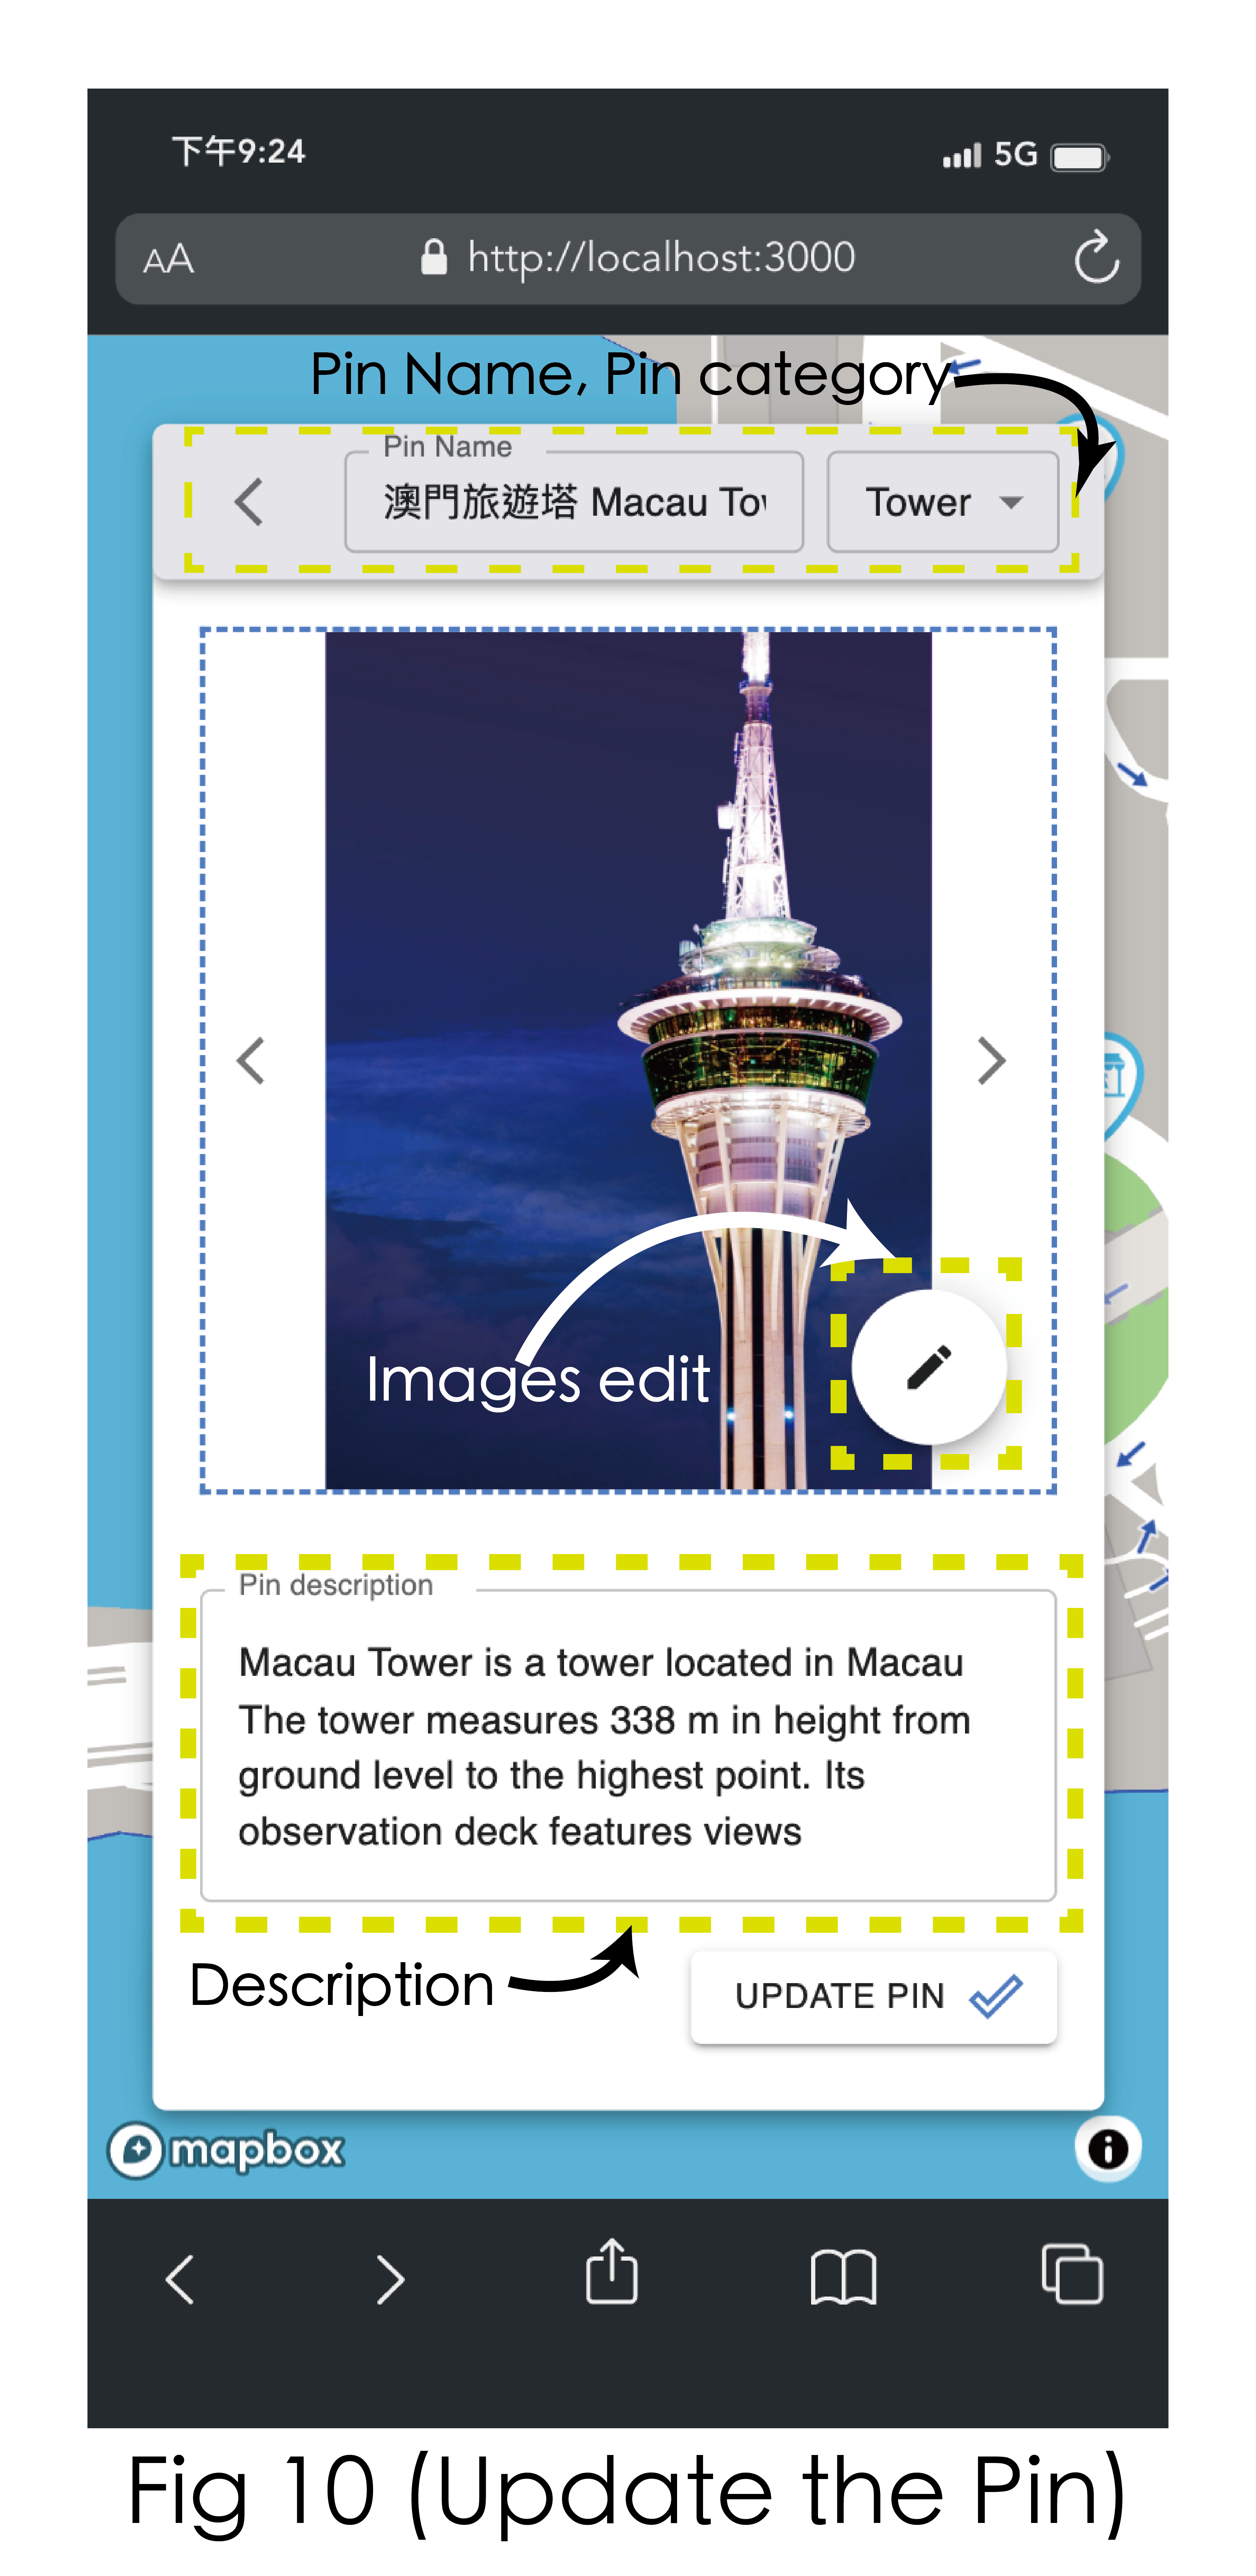 下午9:24
5G
AA
http://localhost:3000
Pin Name, Pin category
Pin Name
澳門旅遊塔 Macau To
Tower
Images edit
Pin description
Macau Tower is a tower located in Macau
The tower measures 338 m in height from
ground level to the highest point. Its
observation deck features views
Description
UPDATE PIN
mapbox
Fig 10 (Update the Pin)